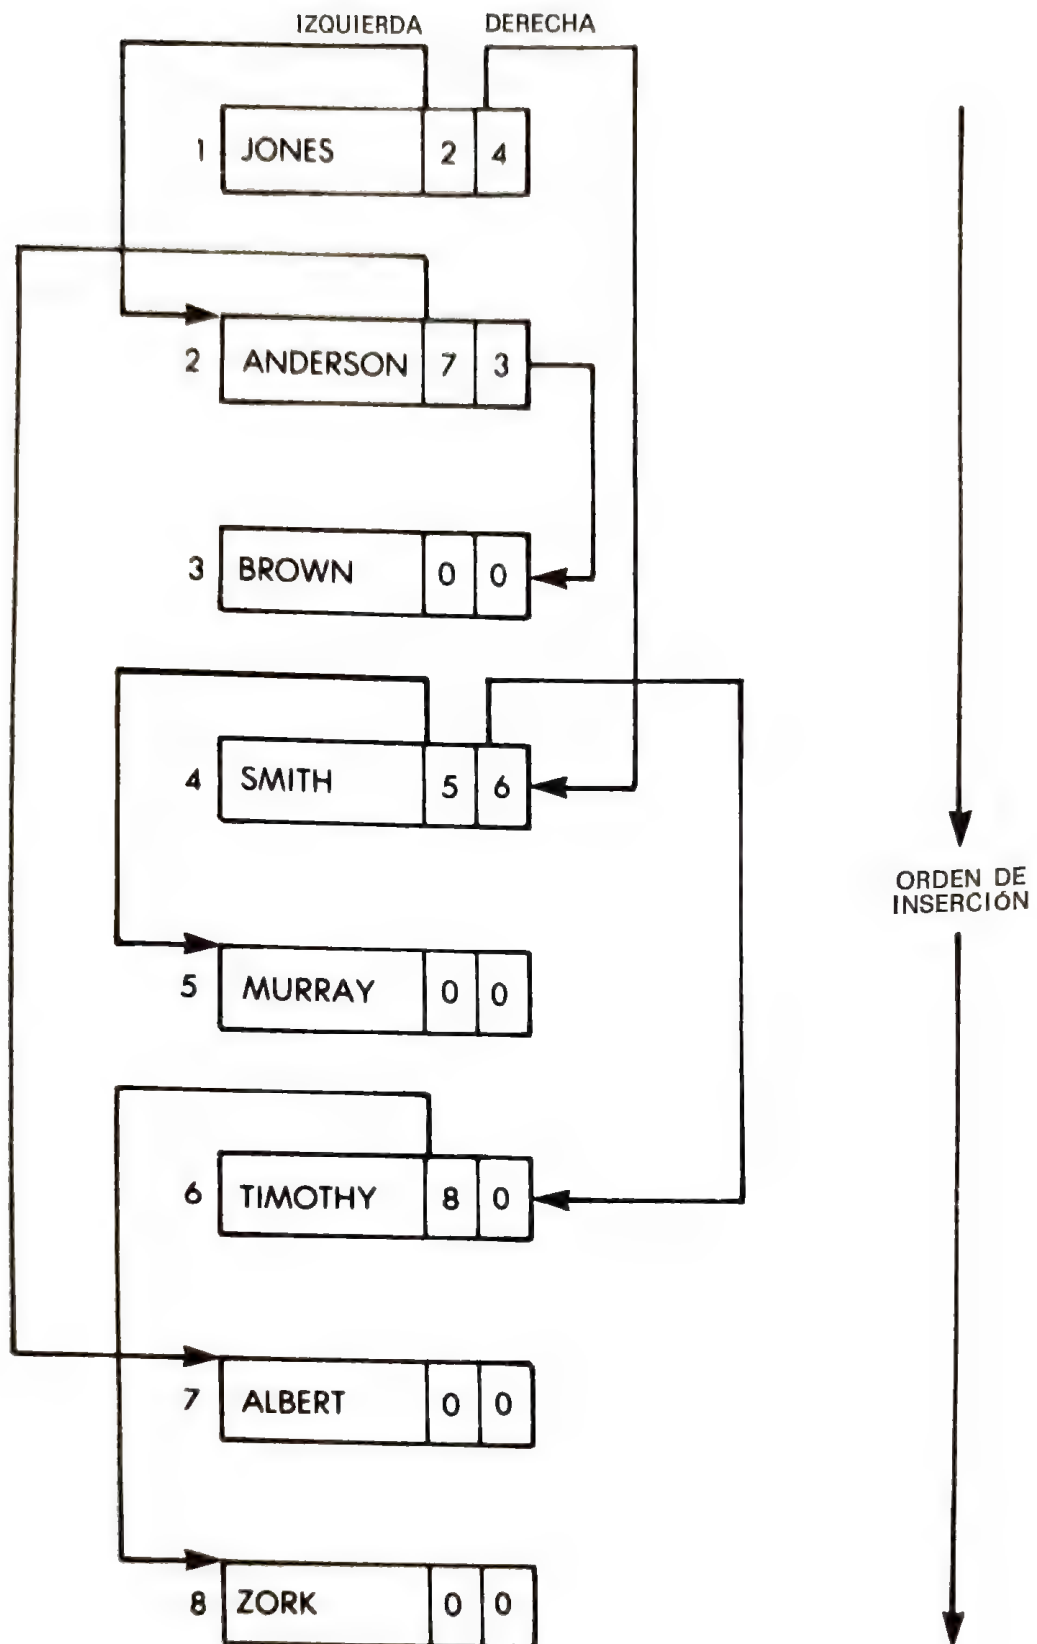 IZQUIERDA DERECHA
1 JONES 2 4
2 ANDERSON 7 3
3 BROWN 0 0
4 SMITH 5 6
ORDEN DE
INSERCIÓN
5 MURRAY 0 0
6 TIMOTHY 8 0
7 ALBERT 0 0
8 ZORK 0 0